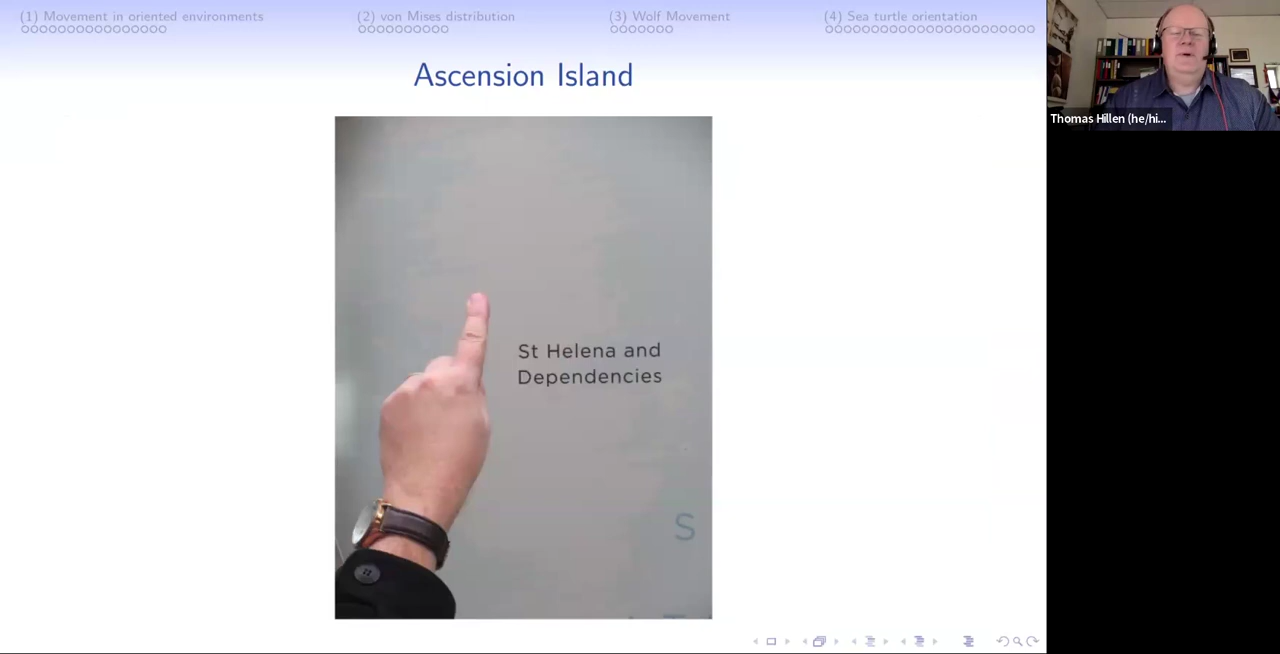 (1) Movement in oriented environments
(2) von Mises distribution
(3) Wolf Movement
(4) Sea turtle orientation
Ascension Island
St Helena and
Dependencies
S
Thomas Hillen (he/hi...